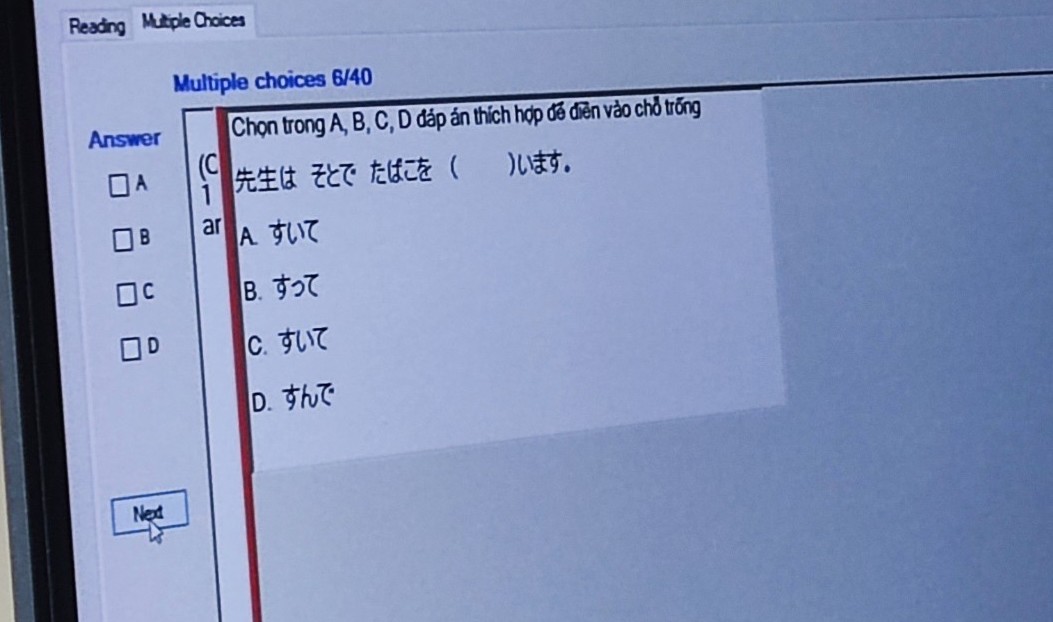 Reading Multiple Choices
Multiple choices 6/40
Answer
A
B
C
D
Next
(C
1
ar
Chọn trong A, B, C, D đáp án thích hợp để điền vào chỗ trống
先生は そとで たばこを ( )います。
A. すいて
B. すって
C. すいて
D. すんで